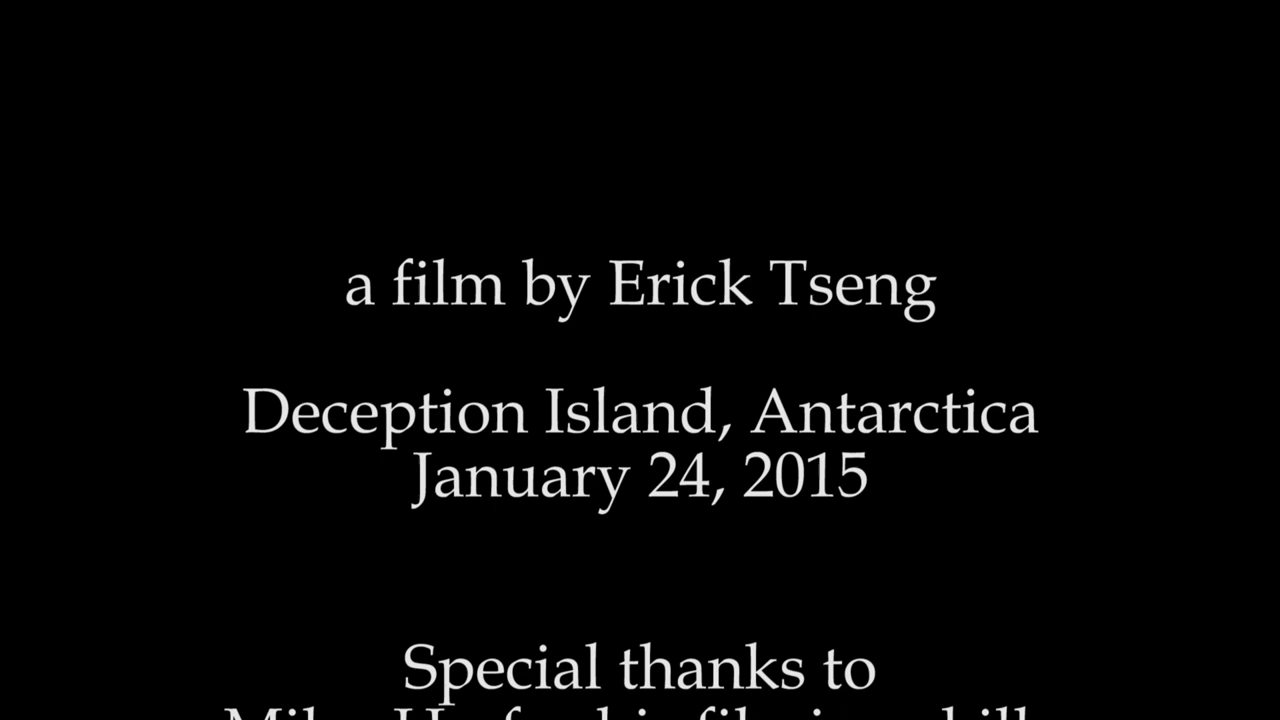 a film by Erick Tseng
Deception Island, Antarctica
January 24, 2015
Special thanks to